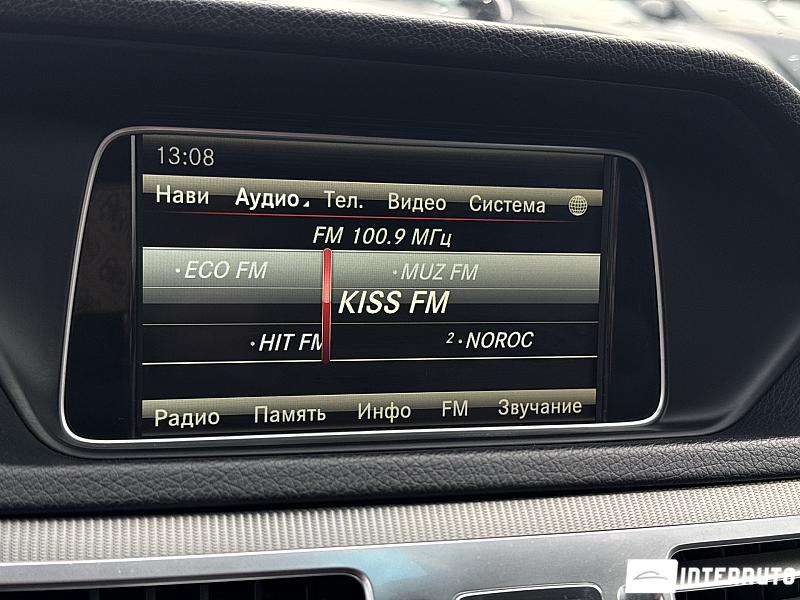 13:08
Нави Аудио Тел. Видео Система
FM 100.9 МГц
·ECO FM ·MUZ FM
KISS FM
·HIT FM 2·NOROC
Радио Память Инфо FM Звучание
INTERAUTO